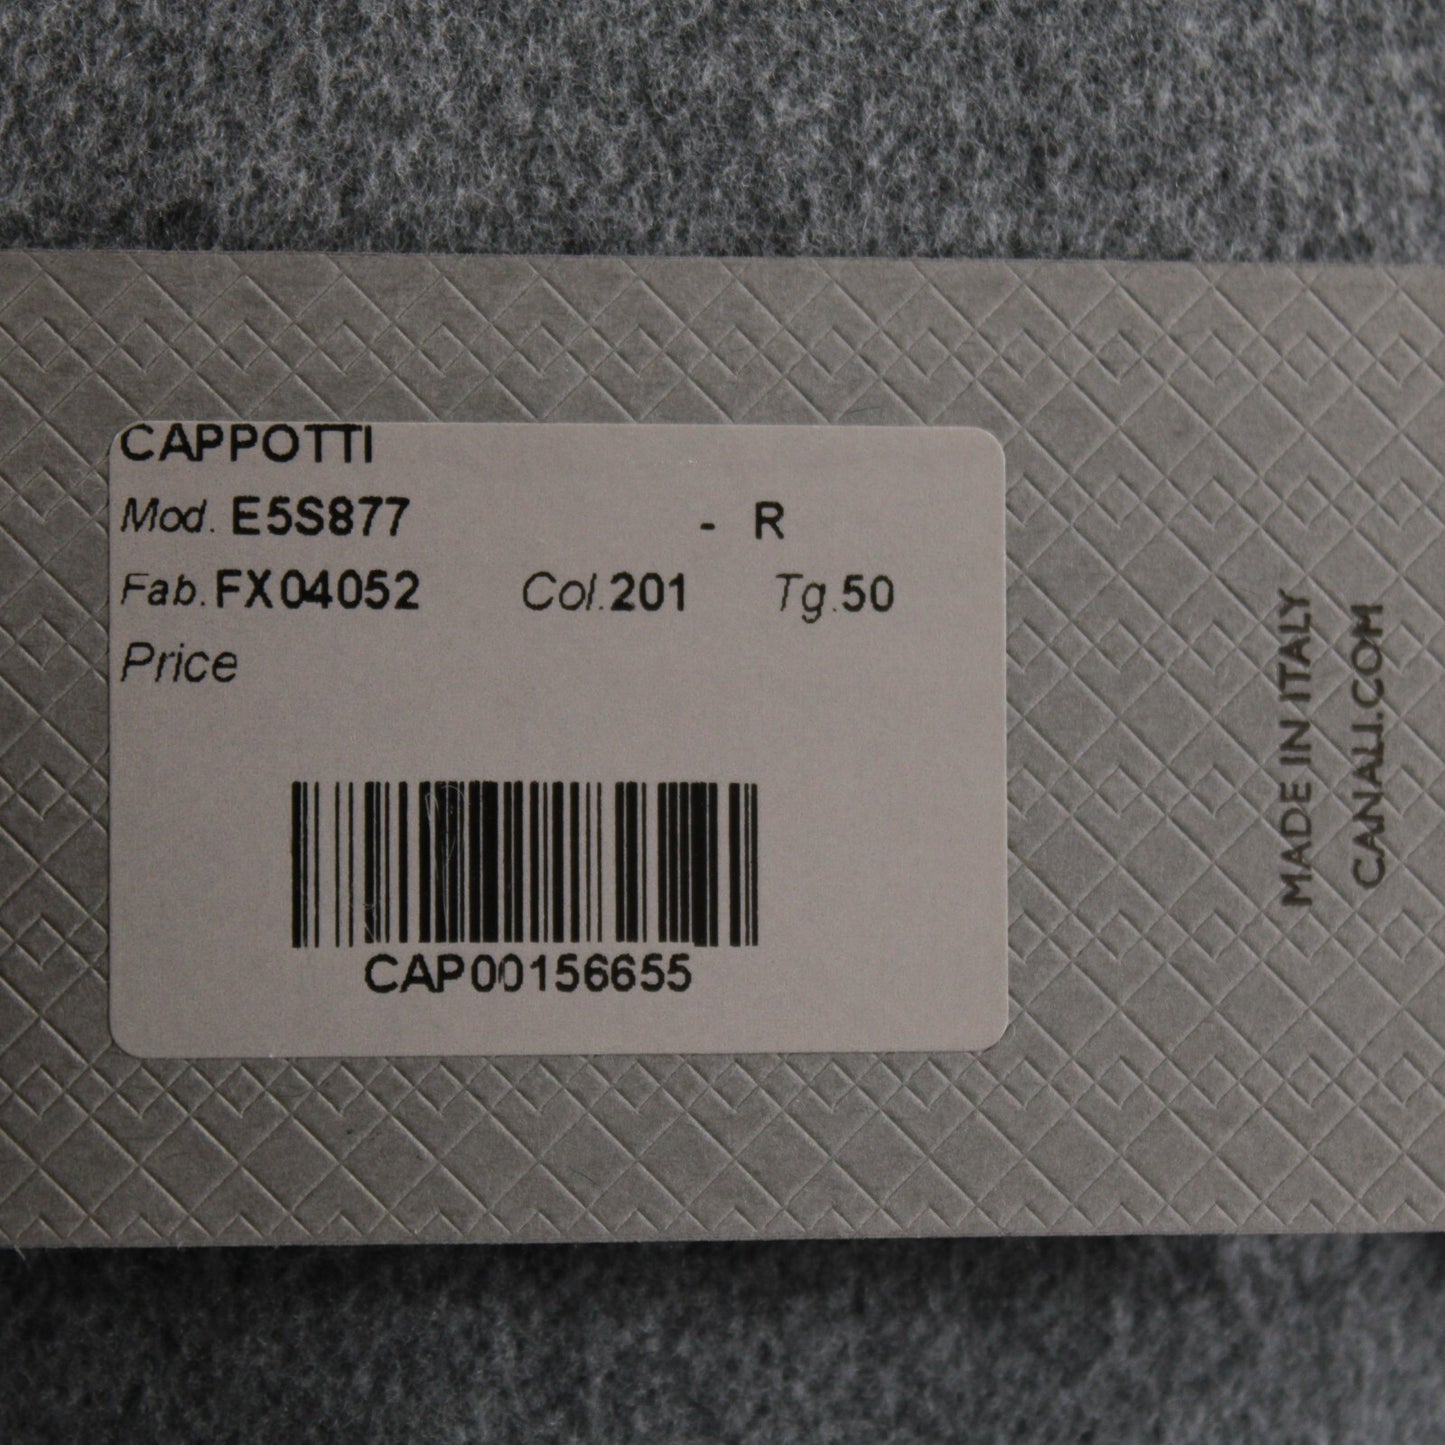 CAPPOTTI
Mod. E5S877 - R
Fab. FX04052 Col. 201 Tg. 50
Price
CAP00156655
MADE IN ITALY
CANALI.COM